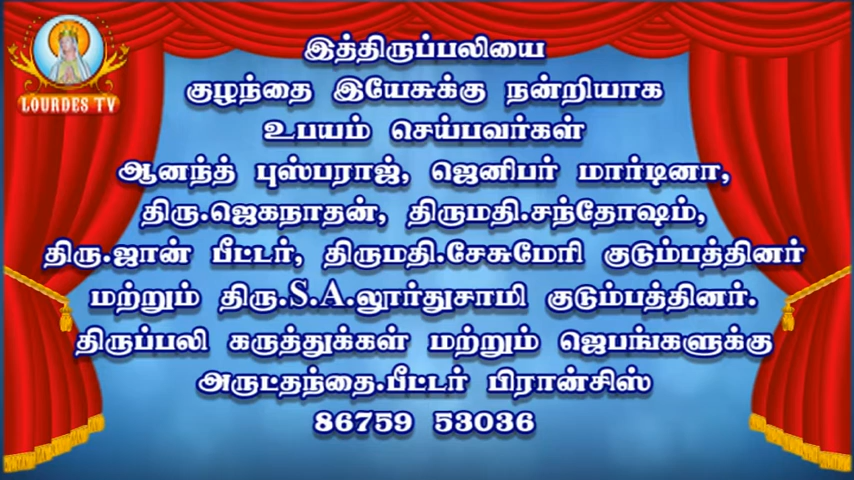 LOURDES TV
இத்திருப்பலியை
குழந்தை இயேசுக்கு நன்றியாக
உபயம் செய்பவர்கள்
ஆனந்த் புஸ்பராஜ், ஜெனிபர் மார்டினா,
திரு.ஜெகநாதன், திருமதி.சந்தோஷம்,
திரு.ஜான் பீட்டர், திருமதி.சேசுமேரி குடும்பத்தினர்
மற்றும் திரு.S.A.லூர்துசாமி குடும்பத்தினர்.
திருப்பலி கருத்துக்கள் மற்றும் ஜெபங்களுக்கு
அருட்தந்தை.பீட்டர் பிரான்சிஸ்
86759 53036